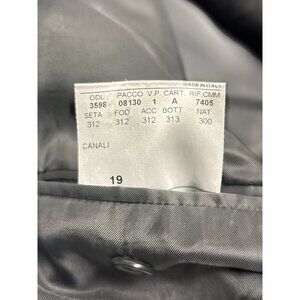 MADE IN ITALY
ODL PACCO V.P. CART. RIF.CMM
3598 08130 1 A 7405
SETA FOD ACC BOTT NAT
312 312 312 313 300
CANALI
19